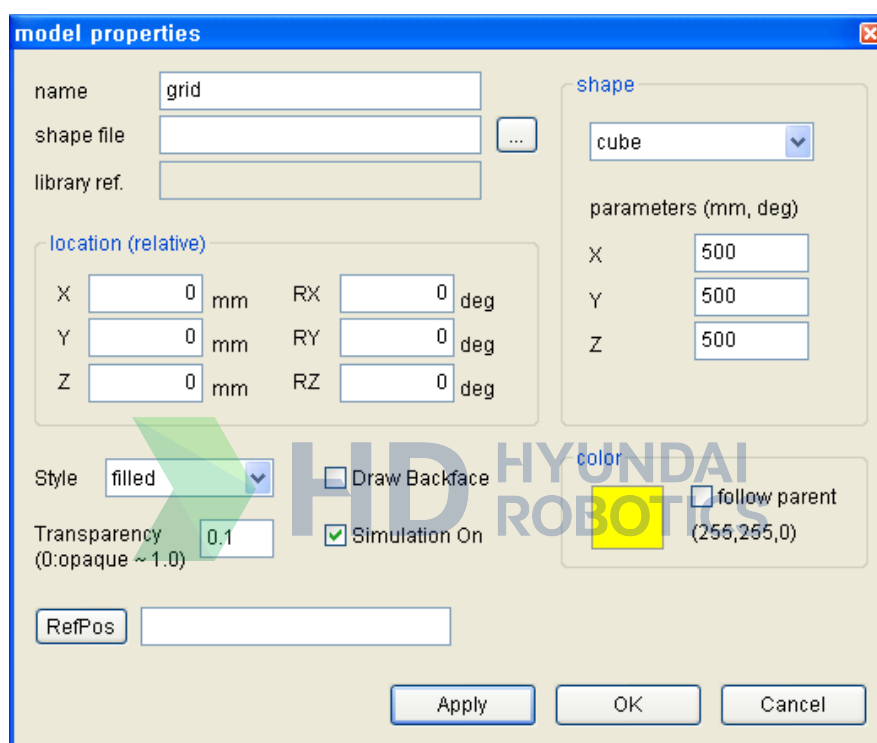 model properties
name grid
shape file ...
library ref.
location (relative)
X 0 mm RX 0 deg
Y 0 mm RY 0 deg
Z 0 mm RZ 0 deg
shape
cube
parameters (mm, deg)
X 500
Y 500
Z 500
Style filled Draw Backface
Transparency
(0:opaque ~ 1.0) 0.1 Simulation On
color
follow parent
(255,255,0)
HD HYUNDAI
ROBOTICS
RefPos
Apply OK Cancel